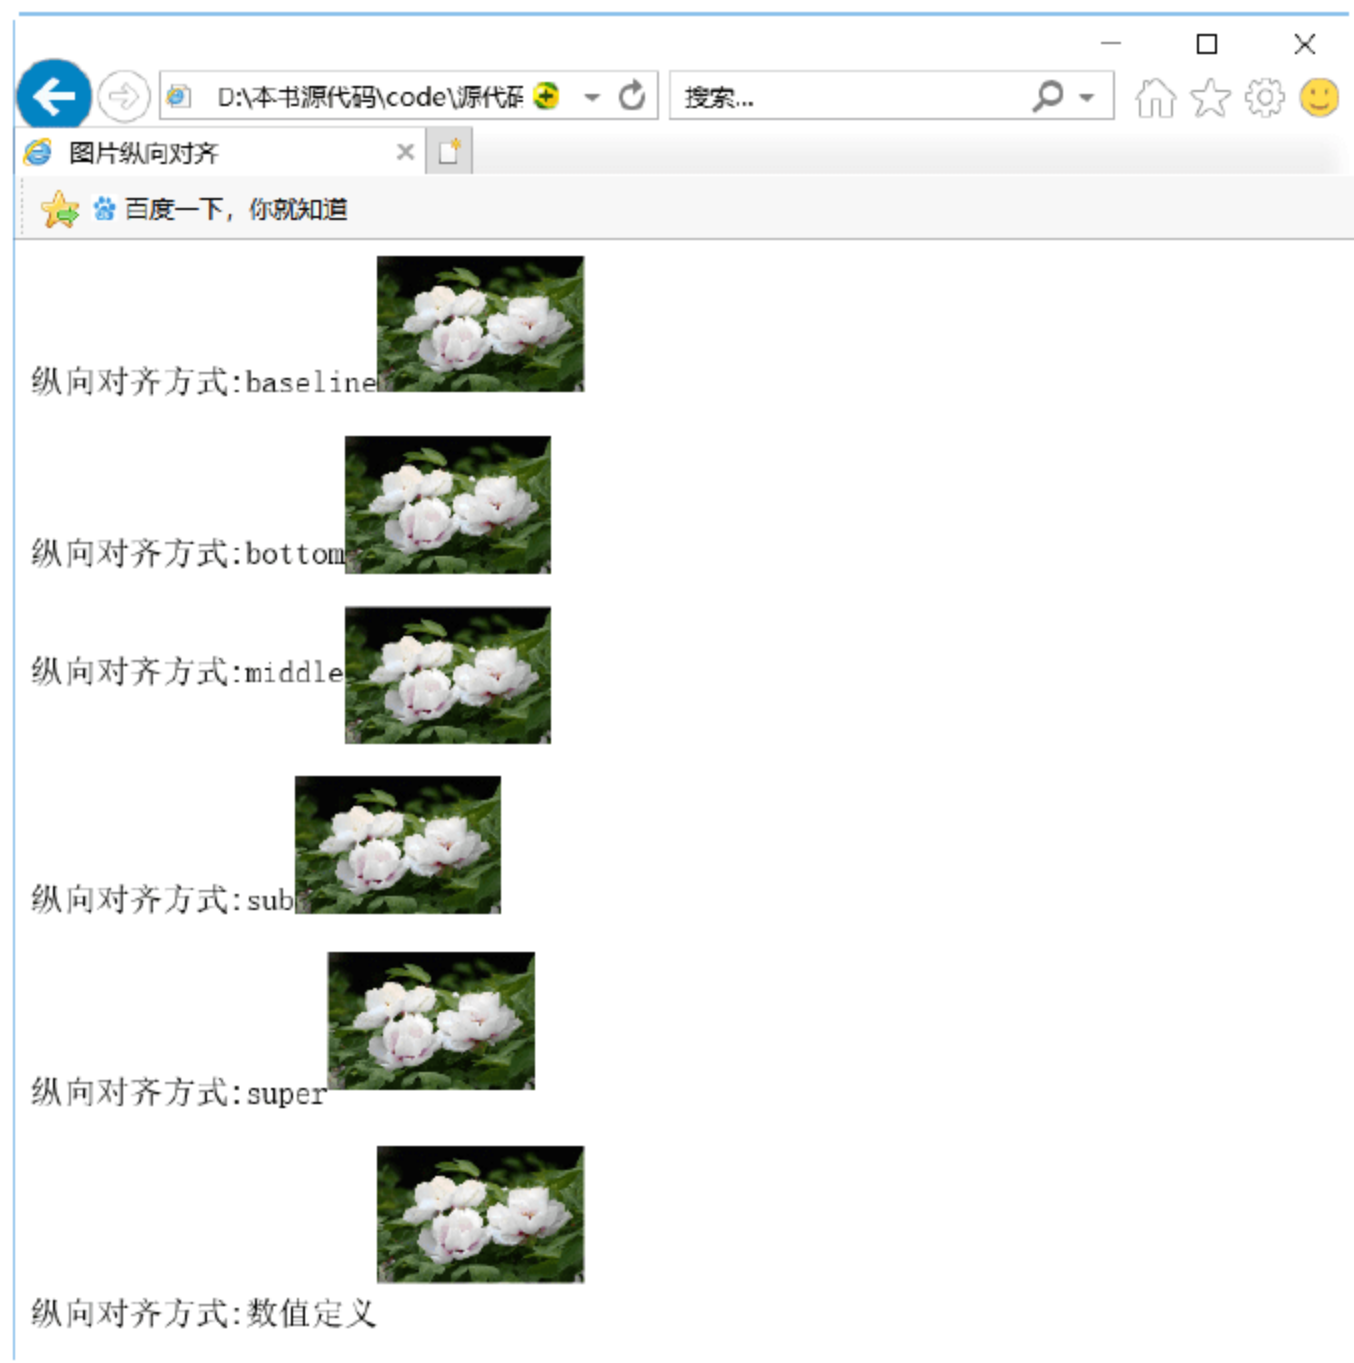 D:\本书源代码\code\源代码
搜索...
图片纵向对齐
百度一下，你就知道
纵向对齐方式:baseline
纵向对齐方式:bottom
纵向对齐方式:middle
纵向对齐方式:sub
纵向对齐方式:super
纵向对齐方式:数值定义